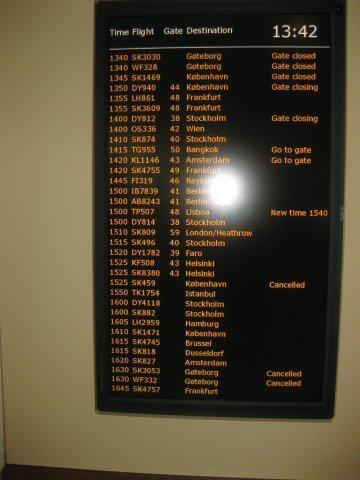 Time Flight Gate Destination 13:42
1340 SK3030 Gøteborg Gate closed
1340 WF328 Gøteborg Gate closed
1345 SK1469 København Gate closed
1350 DY940 44 København Gate closing
1355 LH861 48 Frankfurt
1355 SK3609 48 Frankfurt
1400 DY812 38 Stockholm Gate closing
1400 OS336 42 Wien
1410 SK874 40 Stockholm
1415 TG955 50 Bangkok Go to gate
1420 KL1146 43 Amsterdam Go to gate
1420 SK4755 49 Frankfurt
1445 FI319 46
1500 IB7839 41
1500 AB8243 41
1500 TP507 48 Lisboa New time 1540
1500 DY814 38 Stockholm
1510 SK809 59 London/Heathrow
1515 SK496 40 Stockholm
1520 DY1782 39 Faro
1525 KF508 43 Helsinki
1525 SK8380 43 Helsinki
1525 SK459 København Cancelled
1550 TK1754 Istanbul
1600 DY4118 Stockholm
1600 SK882 Stockholm
1605 LH2959 Hamburg
1610 SK1471 København
1615 SK4745 Brussel
1615 SK818 Dusseldorf
1620 SK827 Amsterdam
1630 SK3053 Gøteborg Cancelled
1630 WF332 Gøteborg Cancelled
1645 SK4757 Frankfurt